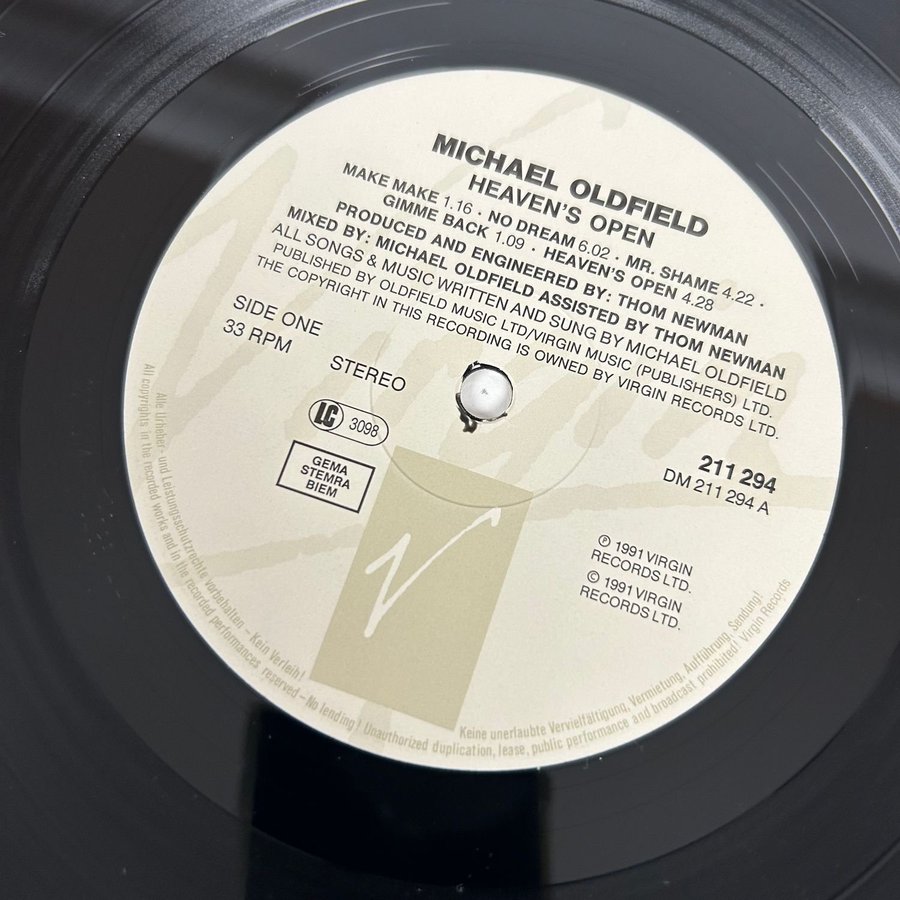 MICHAEL OLDFIELD
HEAVEN'S OPEN
MAKE MAKE 1.16 · NO DREAM 6.02 · MR. SHAME 4.22 ·
GIMME BACK 1.09 · HEAVEN'S OPEN 4.28
PRODUCED AND ENGINEERED BY: THOM NEWMAN
MIXED BY: MICHAEL OLDFIELD ASSISTED BY THOM NEWMAN
ALL SONGS & MUSIC WRITTEN AND SUNG BY MICHAEL OLDFIELD
PUBLISHED BY OLDFIELD MUSIC LTD/VIRGIN MUSIC (PUBLISHERS) LTD.
THE COPYRIGHT IN THIS RECORDING IS OWNED BY VIRGIN RECORDS LTD.
SIDE ONE
33 RPM
STEREO
LC 3098
GEMA
STEMRA
BIEM
211 294
DM 211 294 A
℗ 1991 VIRGIN
RECORDS LTD.
© 1991 VIRGIN
RECORDS LTD.
Alle Urheber- und Leistungsschutzrechte vorbehalten – Kein Verleih! Keine unerlaubte Vervielfältigung, Vermietung, Aufführung, Sendung!
All copyrights in the recorded works and in the recorded performances reserved – No lending! Unauthorized duplication, lease, public performance and broadcast prohibited! Virgin Records